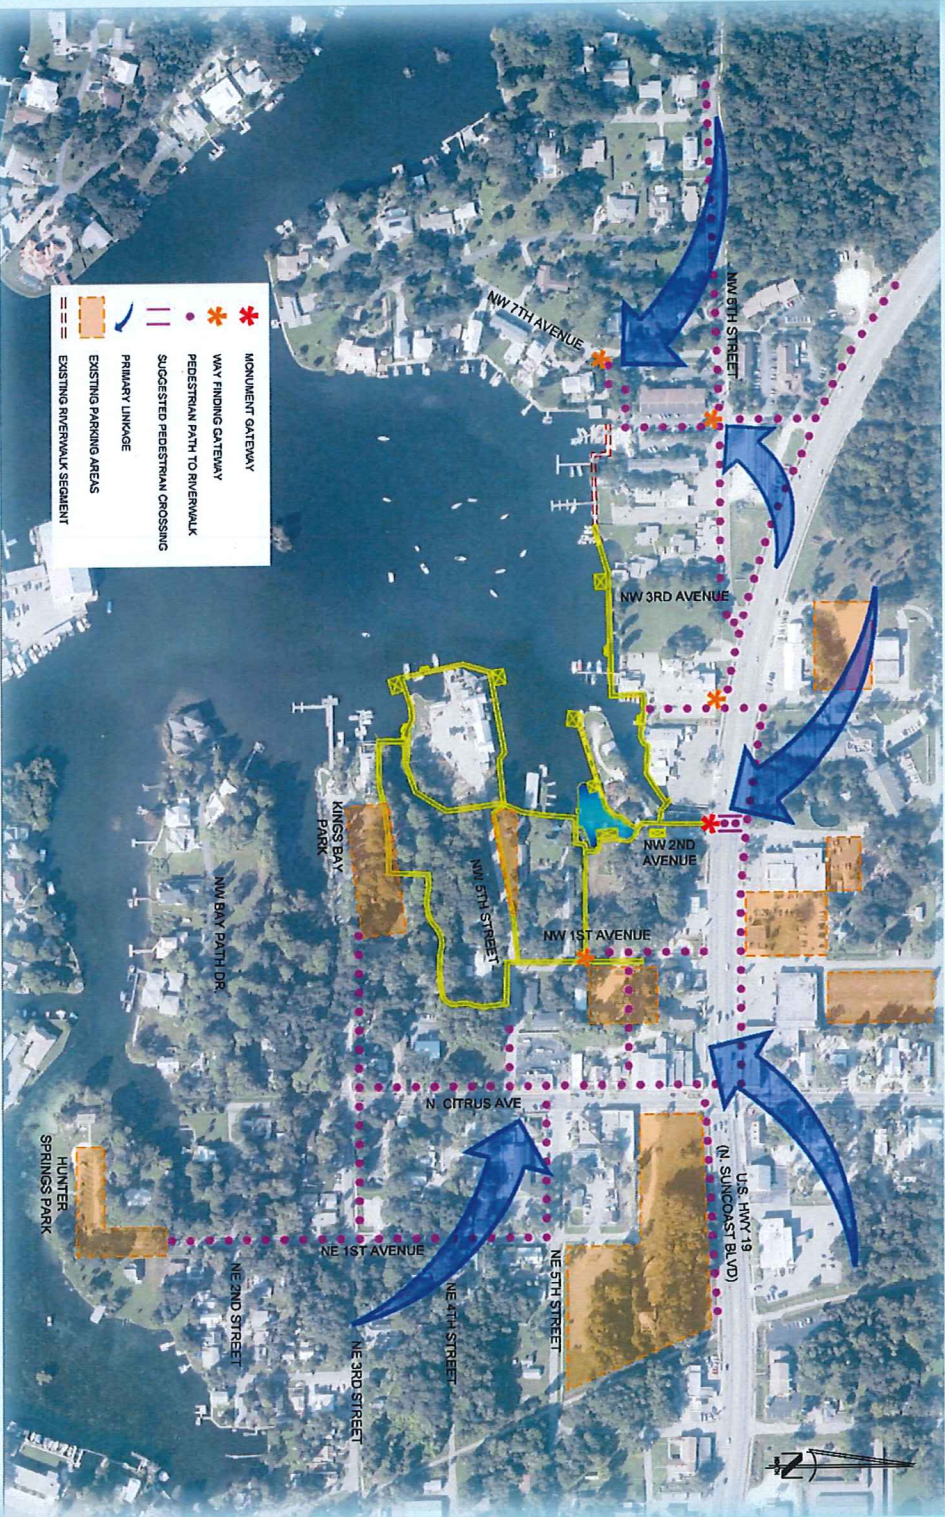 MONUMENT GATEWAY
WAY FINDING GATEWAY
PEDESTRIAN PATH TO RIVERWALK
SUGGESTED PEDESTRIAN CROSSING
PRIMARY LINKAGE
EXISTING PARKING AREAS
EXISTING RIVERWALK SEGMENT
NW 7TH AVENUE
NW 6TH STREET
NW 3RD AVENUE
NW 2ND
AVENUE
NW 1ST AVENUE
NW 5TH STREET
KINGS BAY
PARK
NW BAY PATH DR.
N. CITRUS AVE
U.S. HWY 19
(N. SUNCOAST BLVD)
NE 1ST AVENUE
NE 5TH STREET
NE 4TH STREET
NE 3RD STREET
NE 2ND STREET
HUNTER
SPRINGS PARK
N